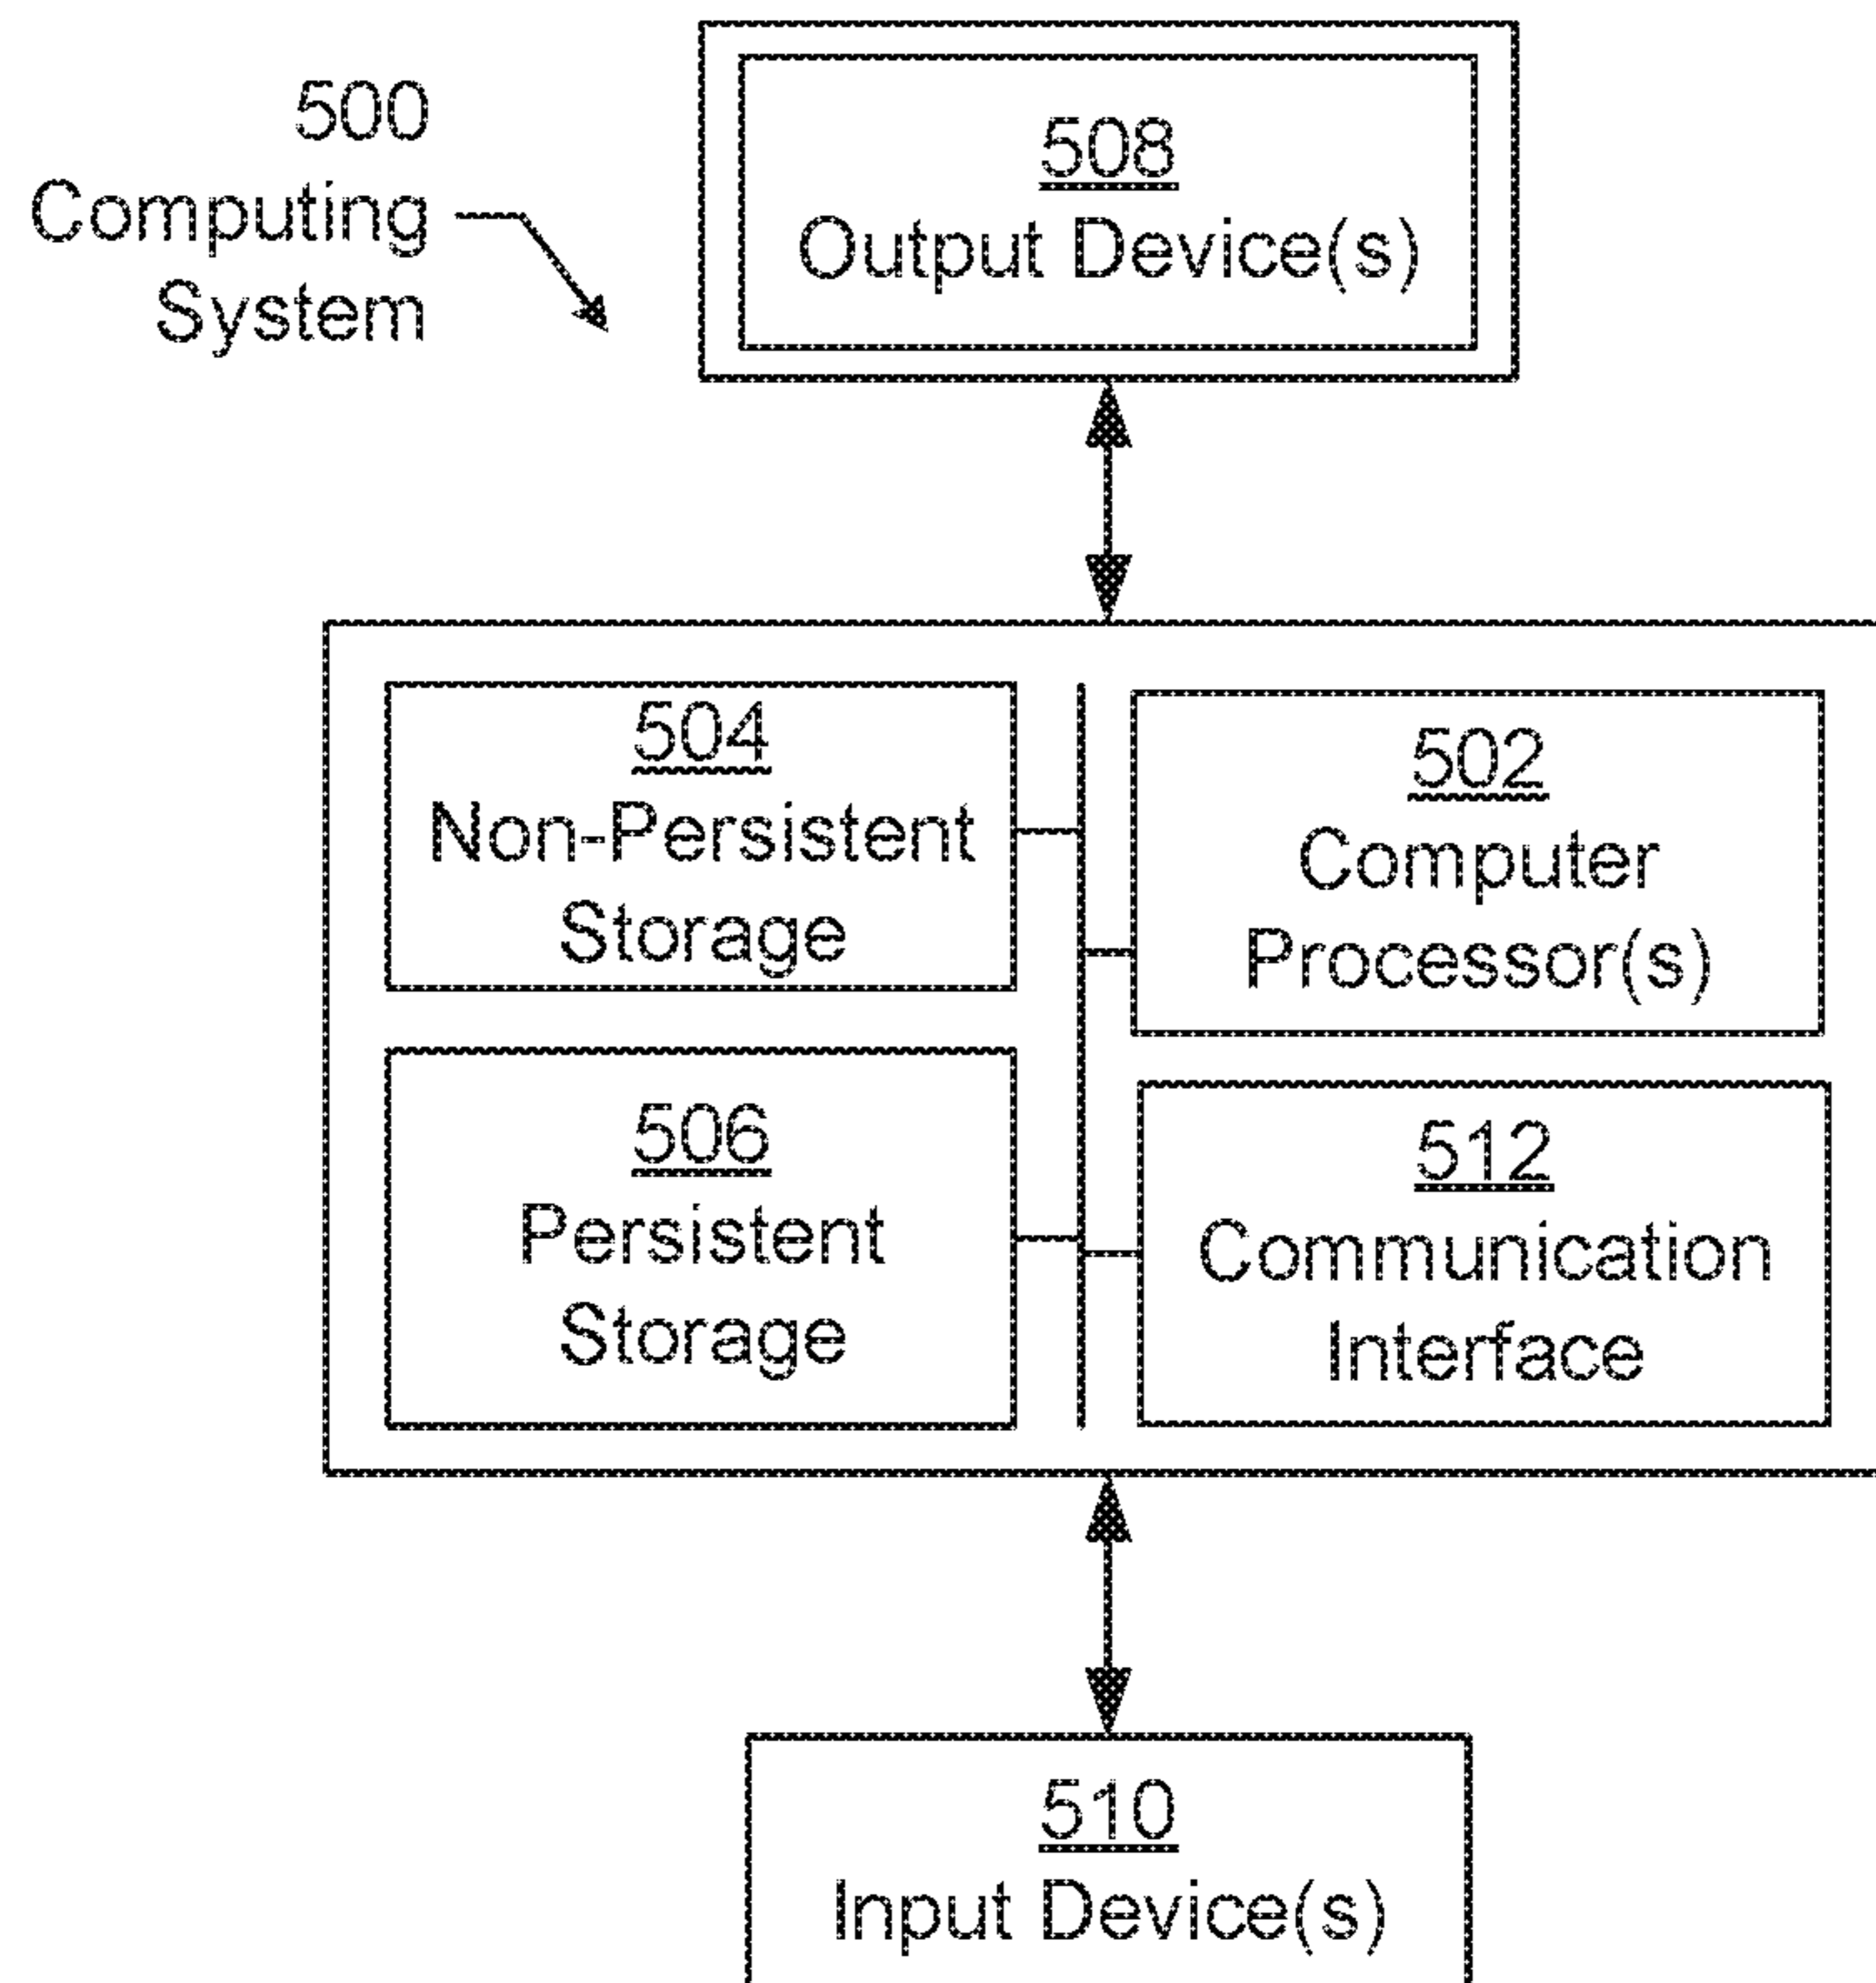 500
Computing
System
508
Output Device(s)
504
Non-Persistent
Storage
502
Computer
Processor(s)
506
Persistent
Storage
512
Communication
Interface
510
Input Device(s)